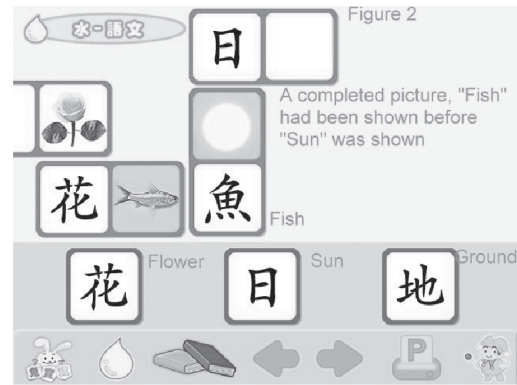 水-語文
Figure 2
日
A completed picture, "Fish"
had been shown before
"Sun" was shown
花
魚
Fish
花
Flower
日
Sun
地
Ground
P